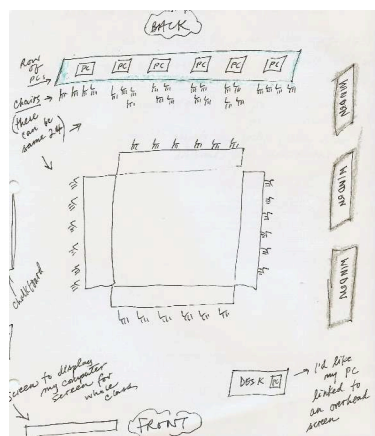 BACK
Row
of
PCs
PC PC PC PC PC PC
Chairs
(these
can be
same 24)
WINDOW
WINDOW
WINDOW
Chalkboard
screen to display
my computer
screen for
whole
class
DESK PC
I'd like
my PC
linked to
an overhead
screen
FRONT